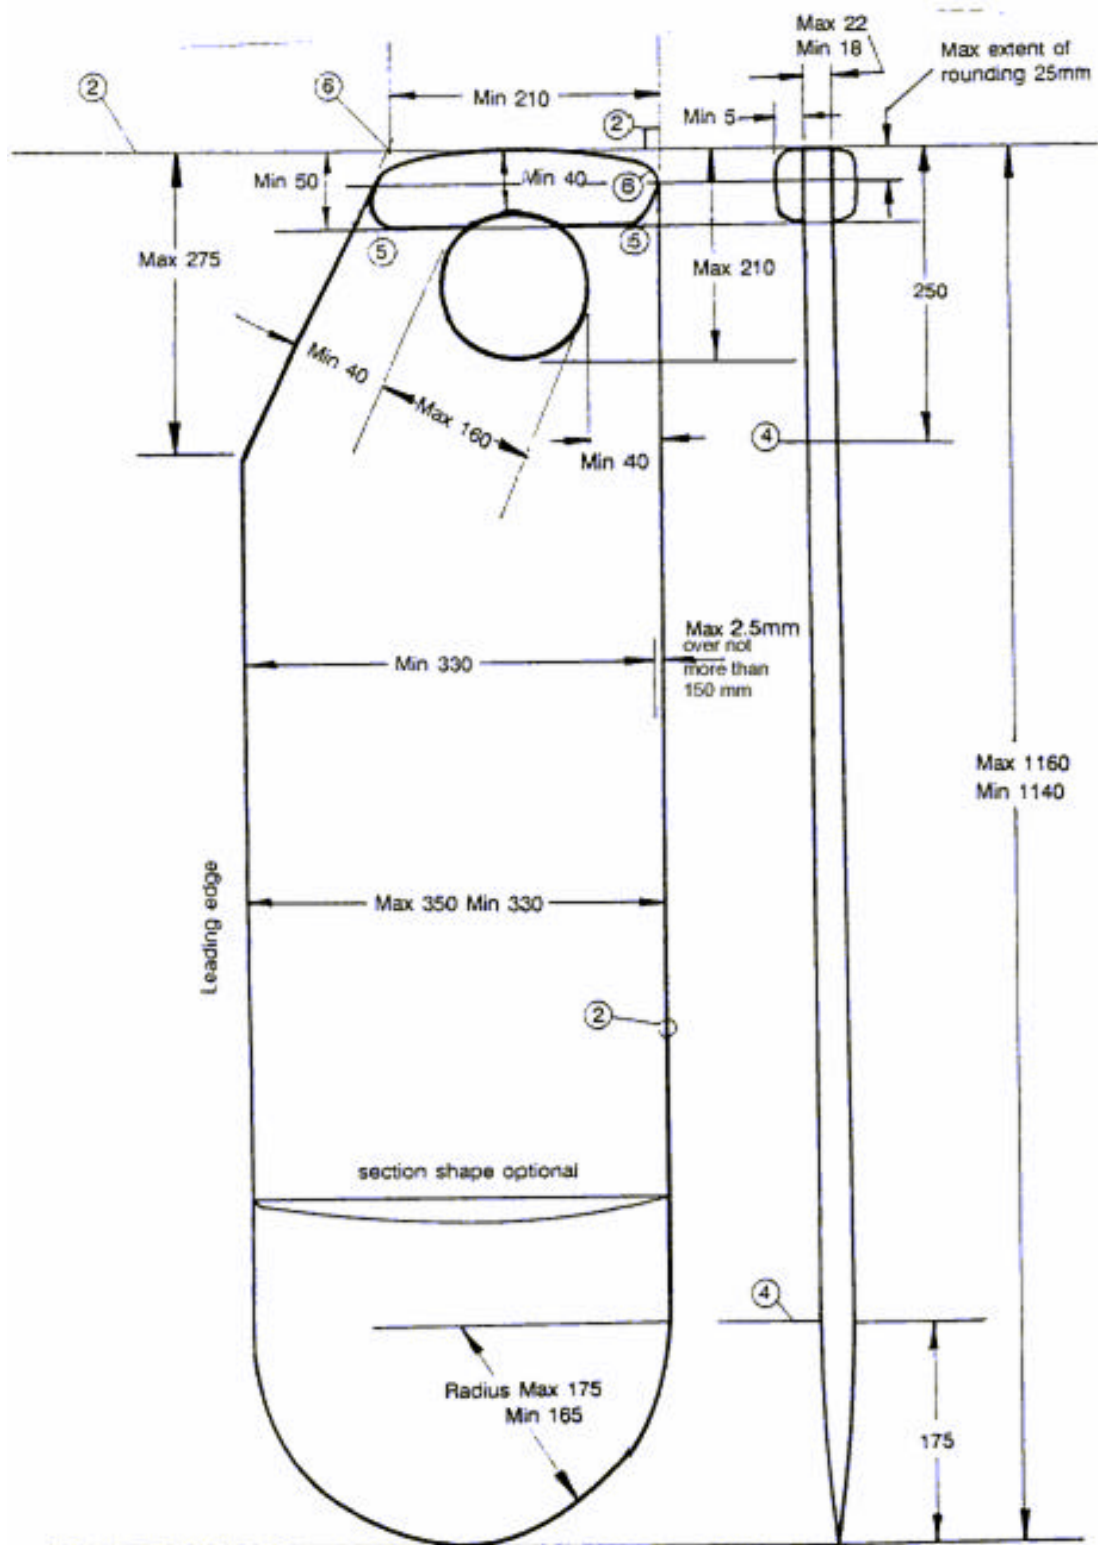 Max 22
Min 18
Max extent of
rounding 25mm
2
6
Min 210
2
Min 5
Min 50
Min 40
6
5
5
Max 275
Max 210
250
Min 40
Max 160
Min 40
4
Max 2.5mm
over not
more than
150 mm
Min 330
Max 1160
Min 1140
Leading edge
Max 350 Min 330
2
section shape optional
4
Radius Max 175
Min 165
175